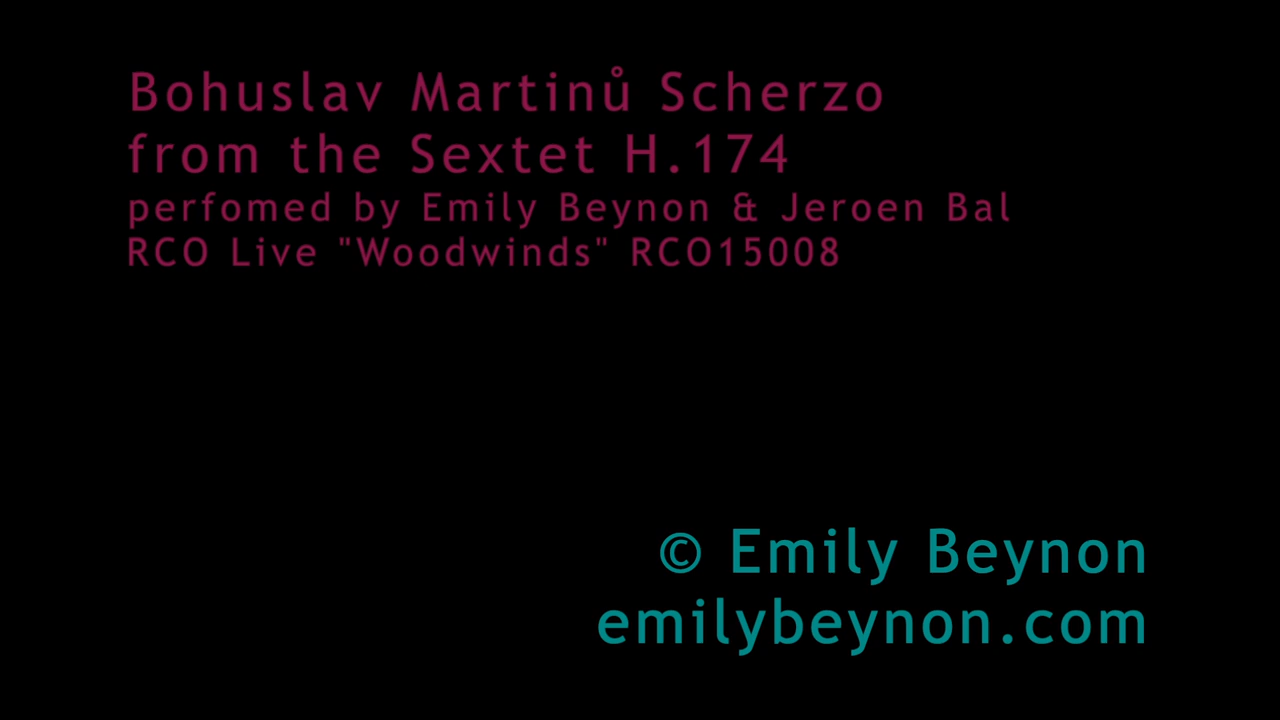 Bohuslav Martinů Scherzo
from the Sextet H.174
perfomed by Emily Beynon & Jeroen Bal
RCO Live "Woodwinds" RCO15008
© Emily Beynon
emilybeynon.com